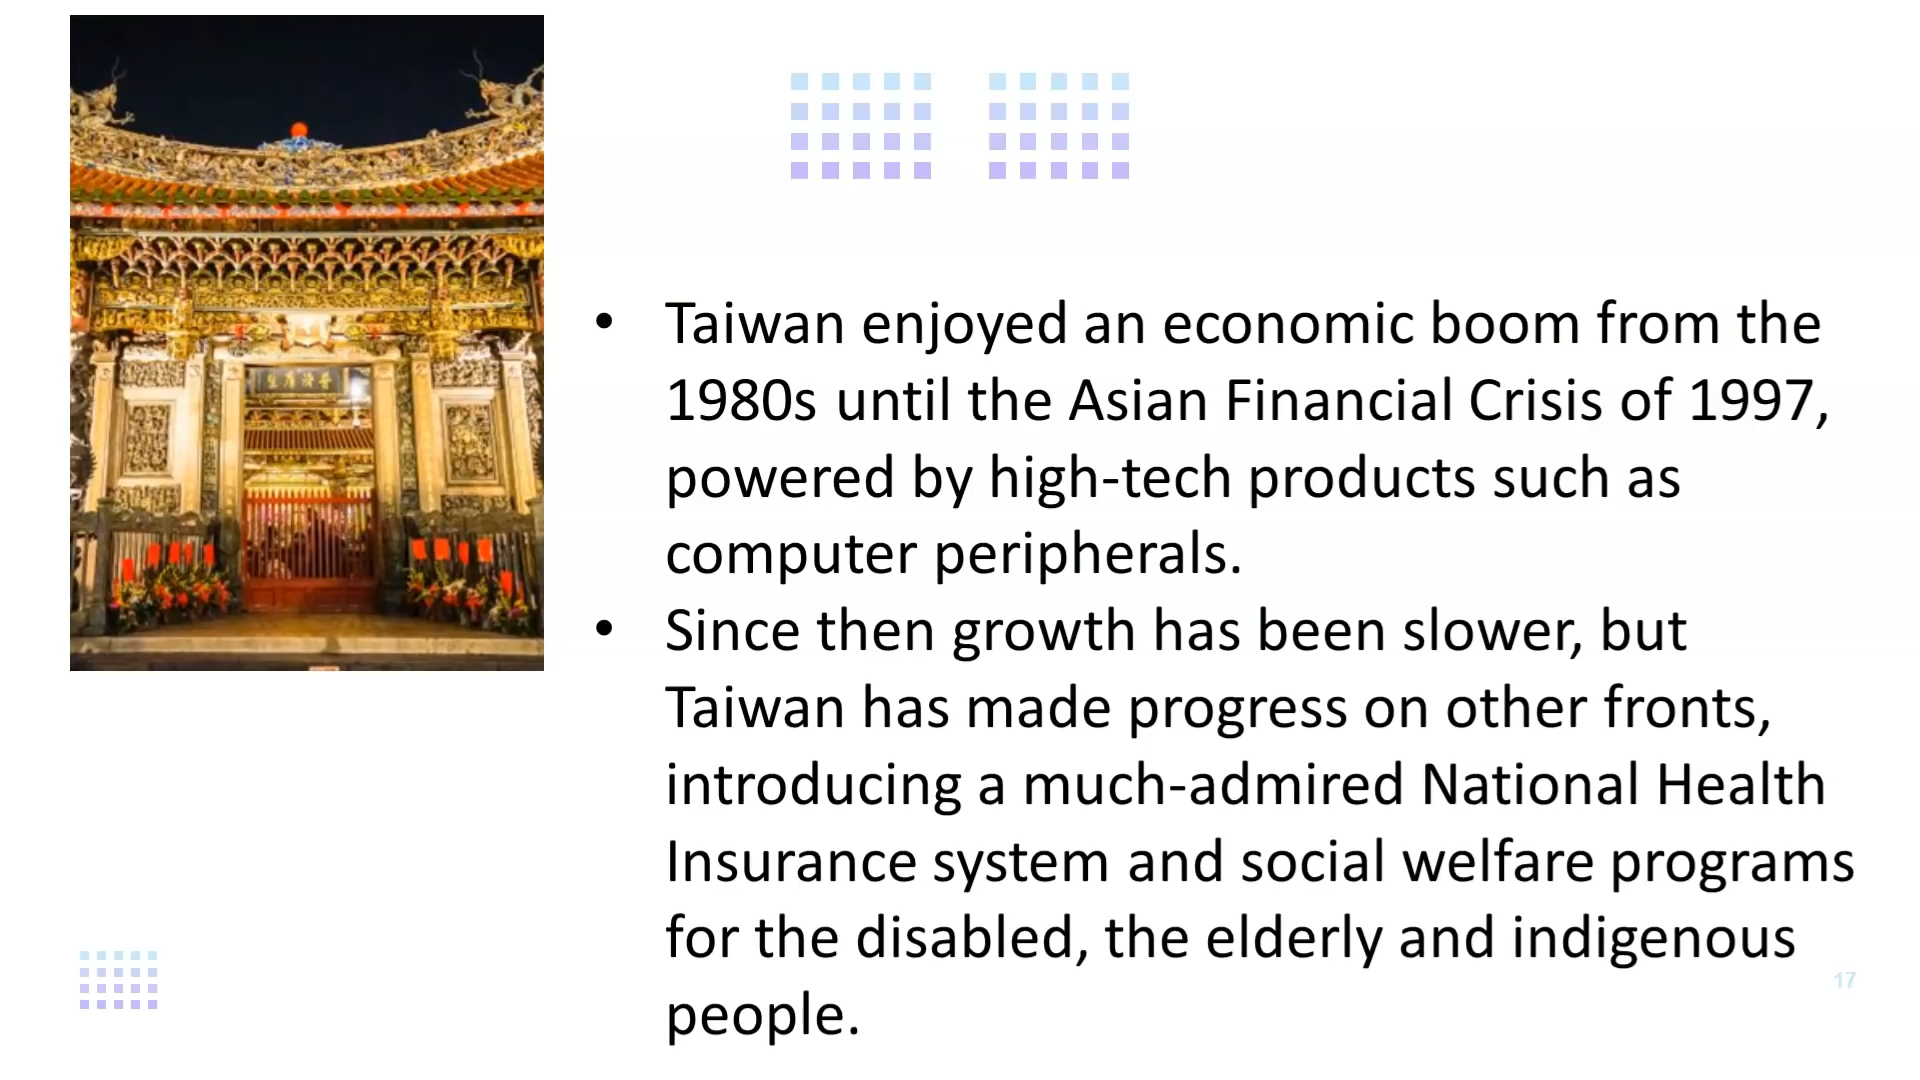 Taiwan enjoyed an economic boom from the
1980s until the Asian Financial Crisis of 1997,
powered by high-tech products such as
computer peripherals.
Since then growth has been slower, but
Taiwan has made progress on other fronts,
introducing a much-admired National Health
Insurance system and social welfare programs
for the disabled, the elderly and indigenous
people.
17